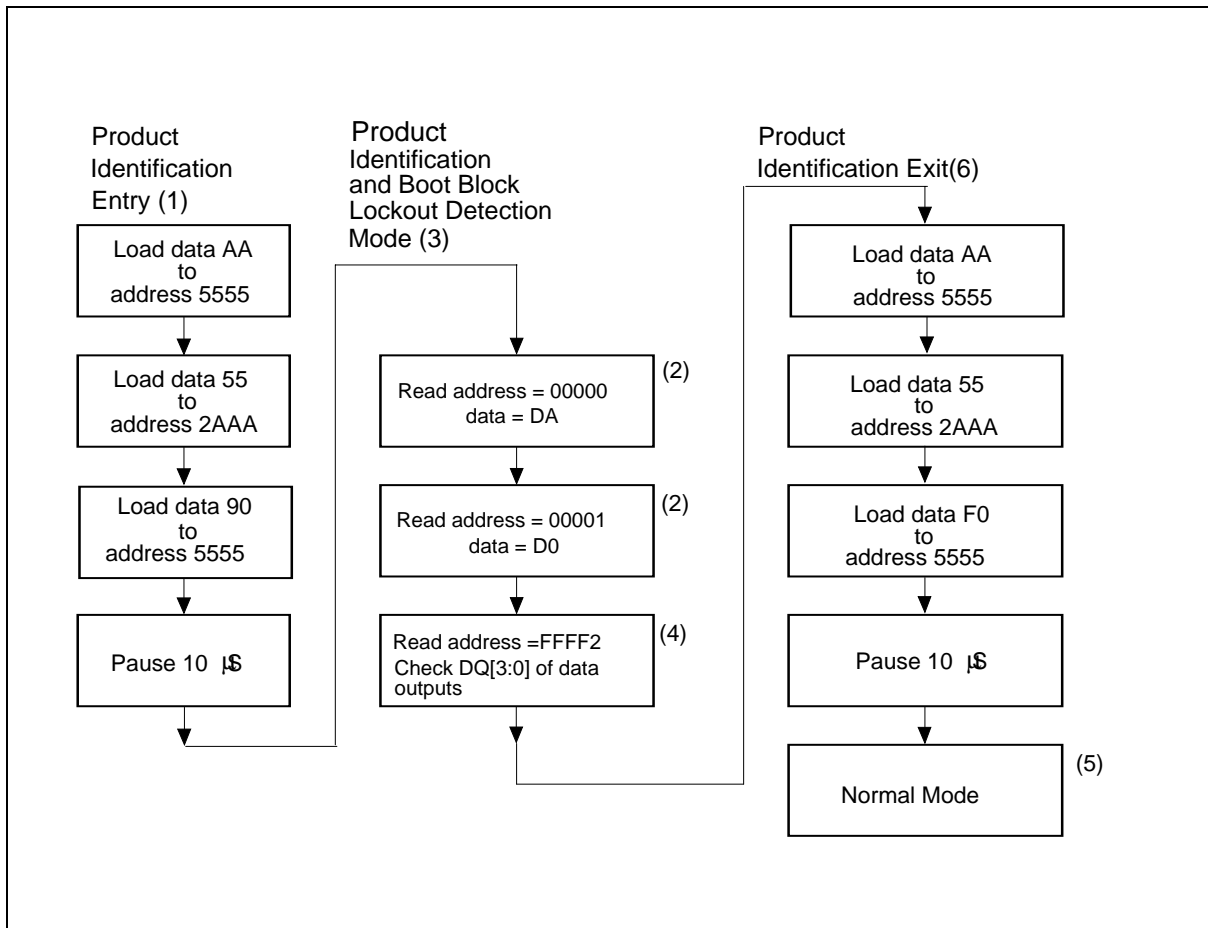 Product
Identification
Entry (1)
Load data AA
to
address 5555
Load data 55
to
address 2AAA
Load data 90
to
address 5555
Pause 10 µS
Product
Identification
and Boot Block
Lockout Detection
Mode (3)
Read address = 00000
data = DA
(2)
Read address = 00001
data = D0
(2)
Read address =FFFF2
Check DQ[3:0] of data
outputs
(4)
Product
Identification Exit(6)
Load data AA
to
address 5555
Load data 55
to
address 2AAA
Load data F0
to
address 5555
Pause 10 µS
Normal Mode
(5)